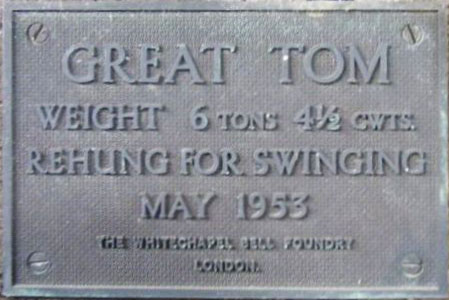 GREAT TOM
WEIGHT 6 TONS 4½ CWTS.
REHUNG FOR SWINGING
MAY 1953
THE WHITECHAPEL BELL FOUNDRY
LONDON.